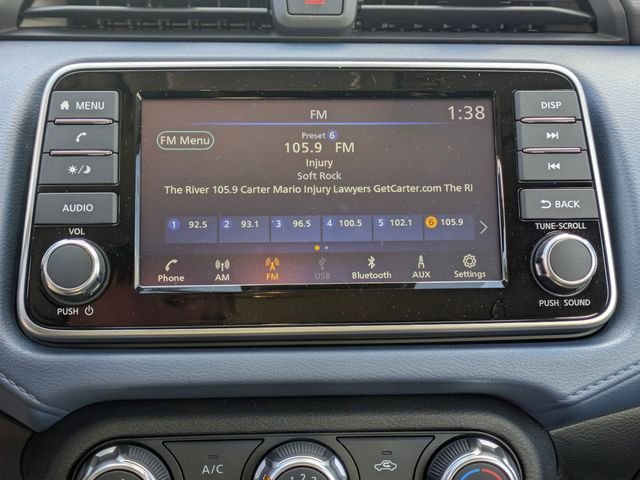 MENU
DISP
FM
1:38
FM Menu
Preset 6
105.9 FM
Injury
Soft Rock
The River 105.9 Carter Mario Injury Lawyers GetCarter.com The Ri
AUDIO
BACK
1 92.5 2 93.1 3 96.5 4 100.5 5 102.1 6 105.9
VOL
TUNE-SCROLL
Phone AM FM USB Bluetooth AUX Settings
PUSH
PUSH SOUND
A/C
1 2